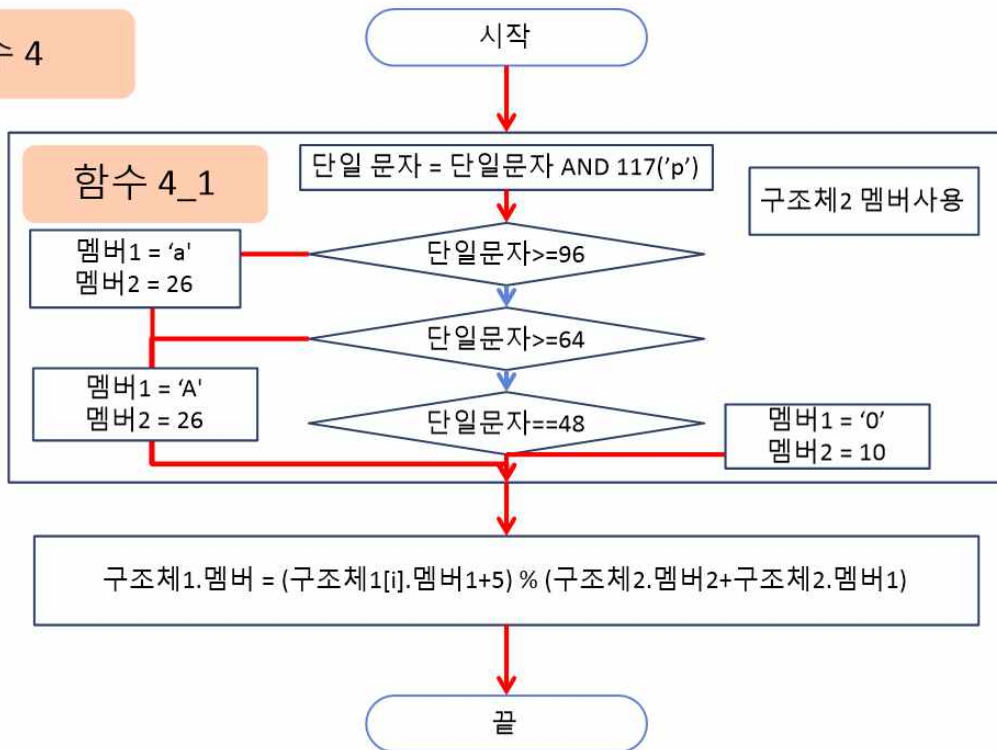 수 4
시작
함수 4_1
단일 문자 = 단일문자 AND 117('p')
구조체2 멤버사용
멤버1 = ‘a'
멤버2 = 26
단일문자>=96
단일문자>=64
멤버1 = ‘A'
멤버2 = 26
단일문자==48
멤버1 = ‘0’
멤버2 = 10
구조체1.멤버 = (구조체1[i].멤버1+5) % (구조체2.멤버2+구조체2.멤버1)
끝